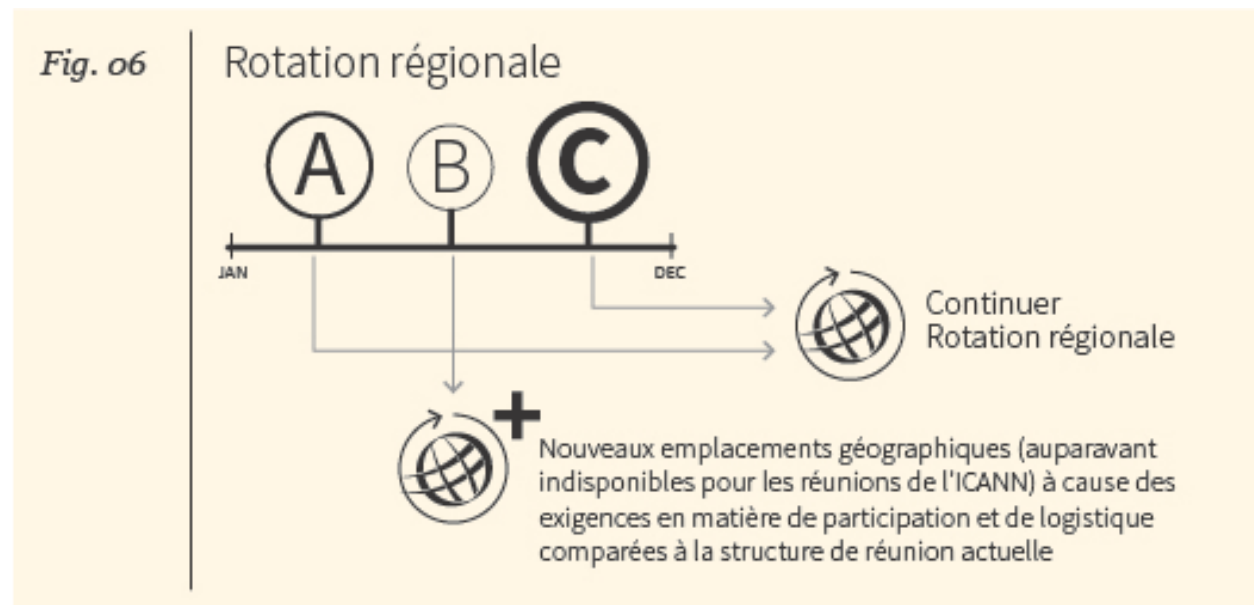 Fig. 06
Rotation régionale
A
B
C
JAN
DEC
Continuer
Rotation régionale
+
Nouveaux emplacements géographiques (auparavant
indisponibles pour les réunions de l'ICANN) à cause des
exigences en matière de participation et de logistique
comparées à la structure de réunion actuelle